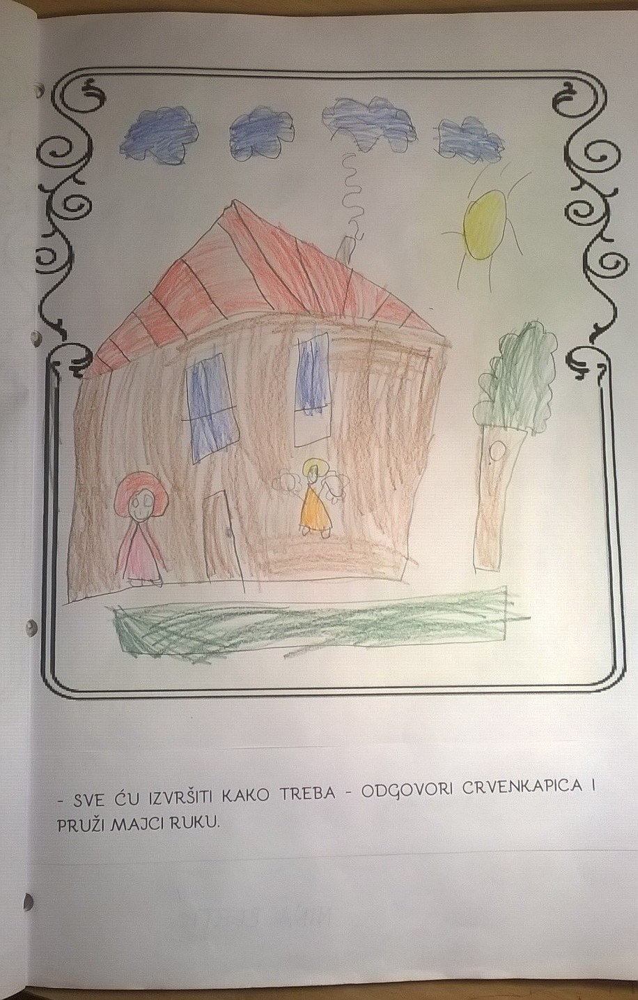 - SVE ĆU IZVRŠITI KAKO TREBA - ODGOVORI CRVENKAPICA I
PRUŽI MAJCI RUKU.